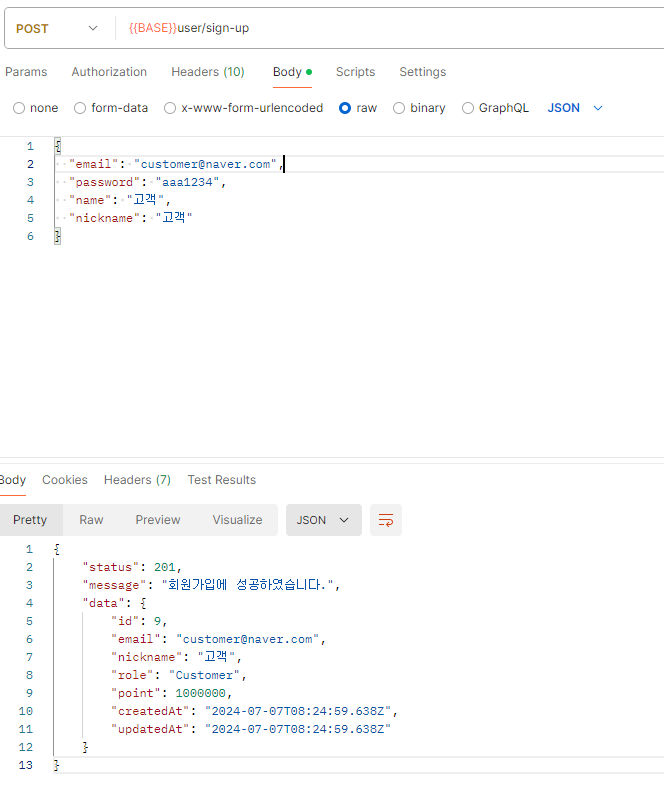 POST {{BASE}}user/sign-up
Params Authorization Headers (10) Body Scripts Settings
none form-data x-www-form-urlencoded raw binary GraphQL JSON
1 {
2 "email": "customer@naver.com",
3 "password": "aaa1234",
4 "name": "고객",
5 "nickname": "고객"
6 }
Body Cookies Headers (7) Test Results
Pretty Raw Preview Visualize JSON
1 {
2 "status": 201,
3 "message": "회원가입에 성공하였습니다.",
4 "data": {
5 "id": 9,
6 "email": "customer@naver.com",
7 "nickname": "고객",
8 "role": "Customer",
9 "point": 1000000,
10 "createdAt": "2024-07-07T08:24:59.638Z",
11 "updatedAt": "2024-07-07T08:24:59.638Z"
12 }
13 }